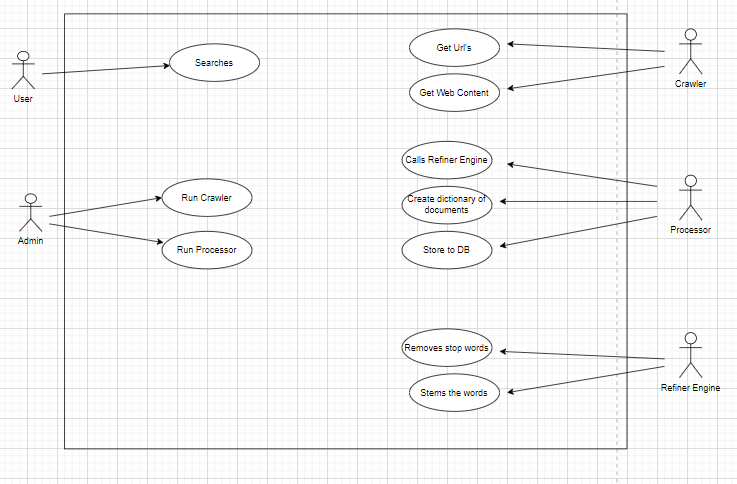 User
Searches
Get Url's
Get Web Content
Crawler
Admin
Run Crawler
Run Processor
Calls Refiner Engine
Create dictionary of
documents
Store to DB
Processor
Removes stop words
Stems the words
Refiner Engine